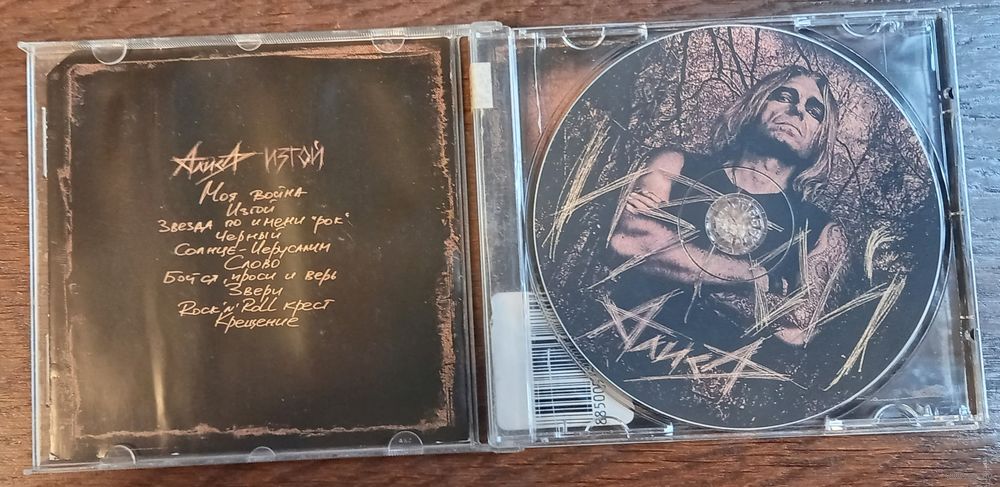 АлисА ИЗГОЙ
Моя война
Изгой
Звезда по имени "рок"
Черный
Солнце-Иерусалим
Слово
Бойся, проси и верь
Звери
Rock'n'Roll крест
Крещение
ИЗГОЙ
АлисА